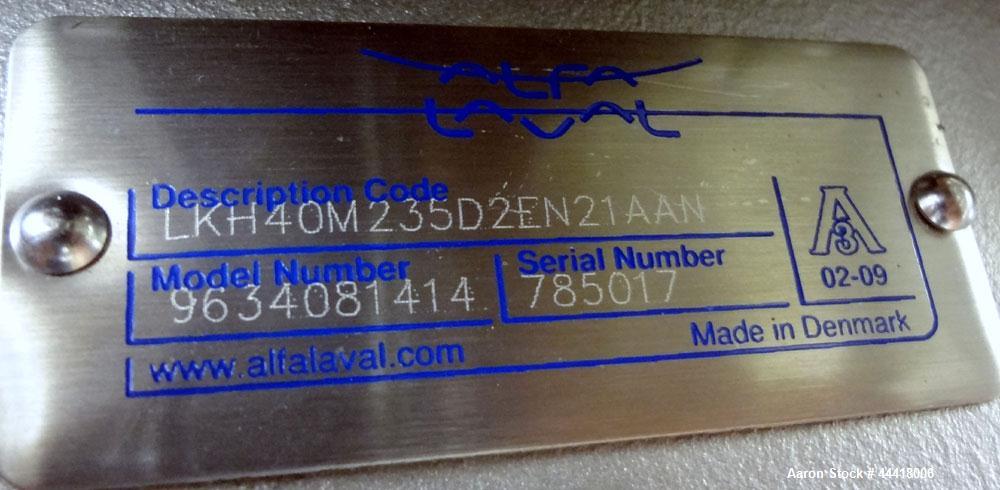 alfa
laval
Description Code
LKH40M235D2EN21AAN
Model Number
9634081414
Serial Number
785017
A
3
02-09
www.alfalaval.com
Made in Denmark
Aaron Stock # 44418006